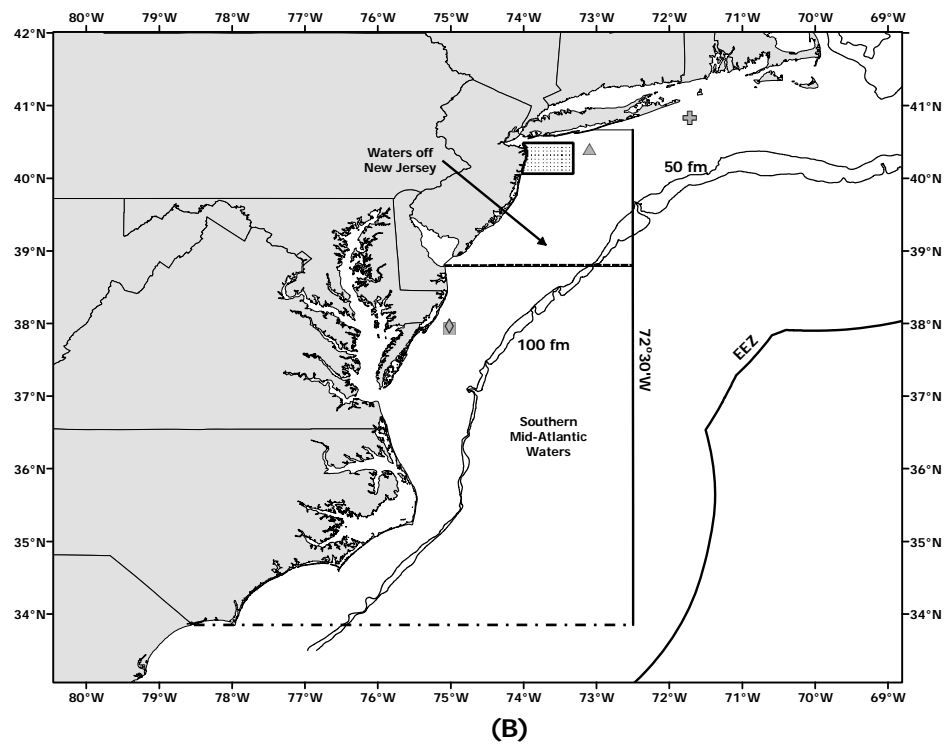 80°W 79°W 78°W 77°W 76°W 75°W 74°W 73°W 72°W 71°W 70°W 69°W
42°N 42°N
41°N 41°N
Waters off
New Jersey
50 fm
40°N 40°N
39°N 39°N
38°N 38°N
100 fm
72°30'W
EEZ
37°N 37°N
Southern
Mid-Atlantic
Waters
36°N 36°N
35°N 35°N
34°N 34°N
80°W 79°W 78°W 77°W 76°W 75°W 74°W 73°W 72°W 71°W 70°W 69°W
(B)